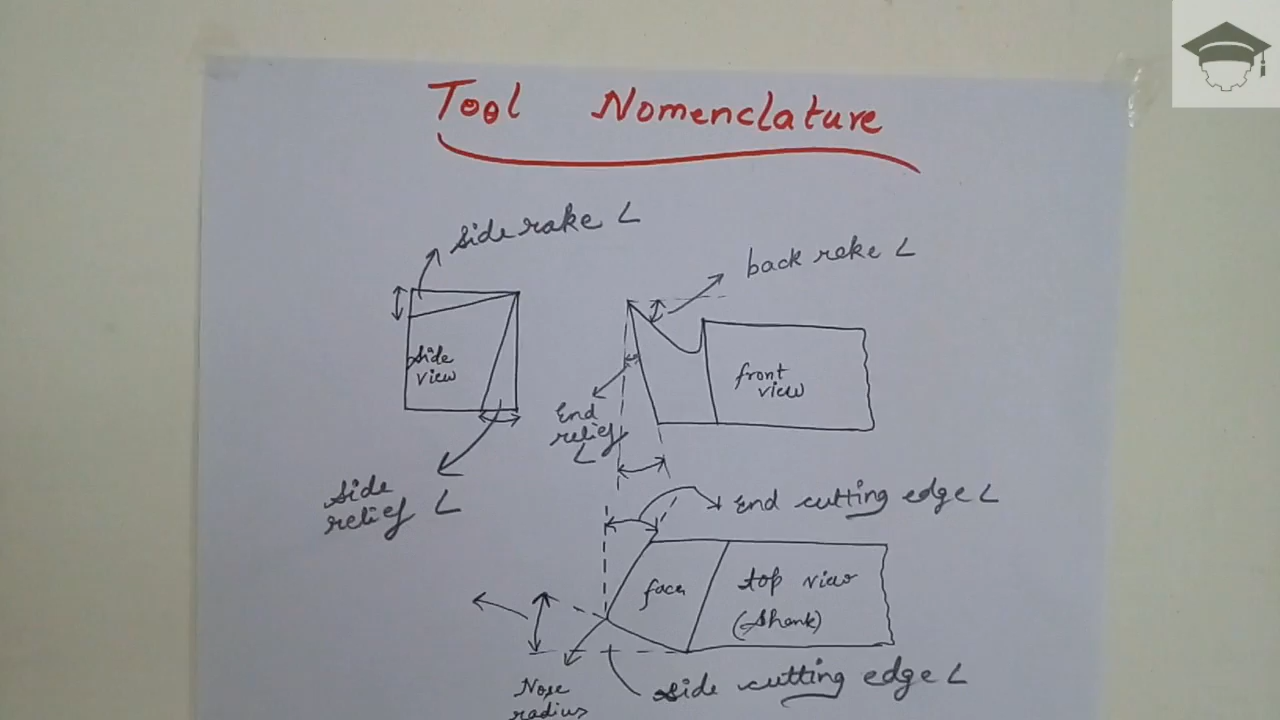 Tool Nomenclature
side rake ∠
back rake ∠
side
view
front
view
End
relief
∠
side
relief ∠
End cutting edge ∠
face
top view
(shank)
side cutting edge ∠
Nose
radius